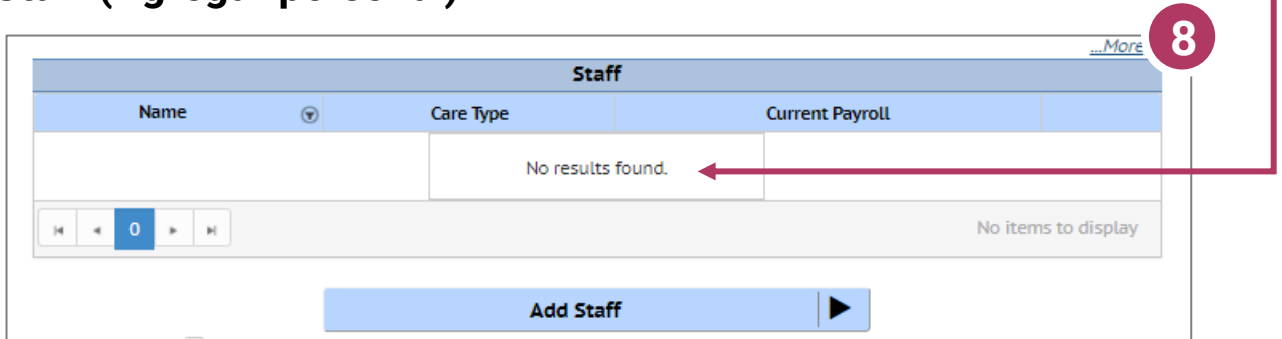 ...More
8
Staff
Name Care Type Current Payroll
No results found.
0 No items to display
Add Staff